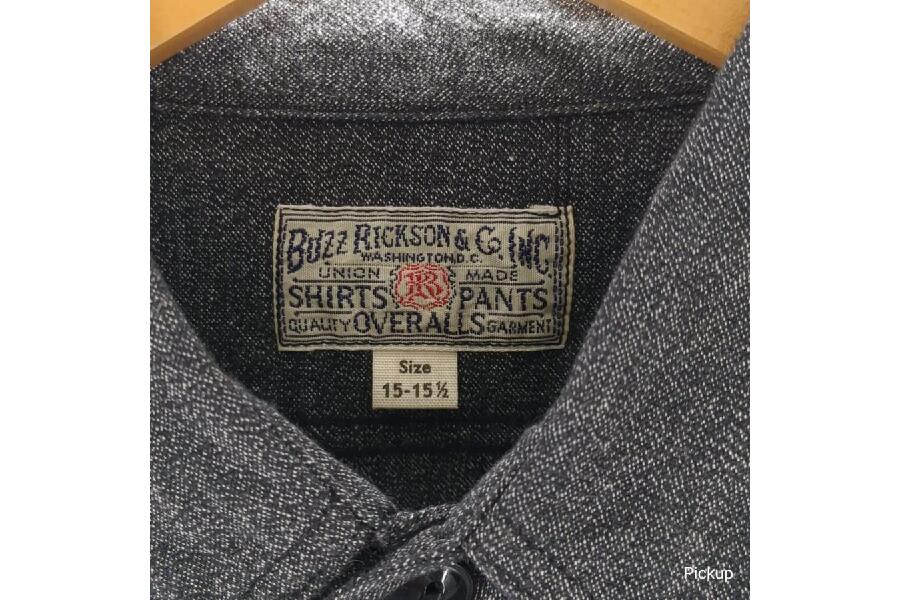 Buzz Rickson & Co. Inc.
WASHINGTON, D.C.
UNION MADE
SHIRTS BR PANTS
QUALITY OVERALLS GARMENT
Size
15-15½
Pickup